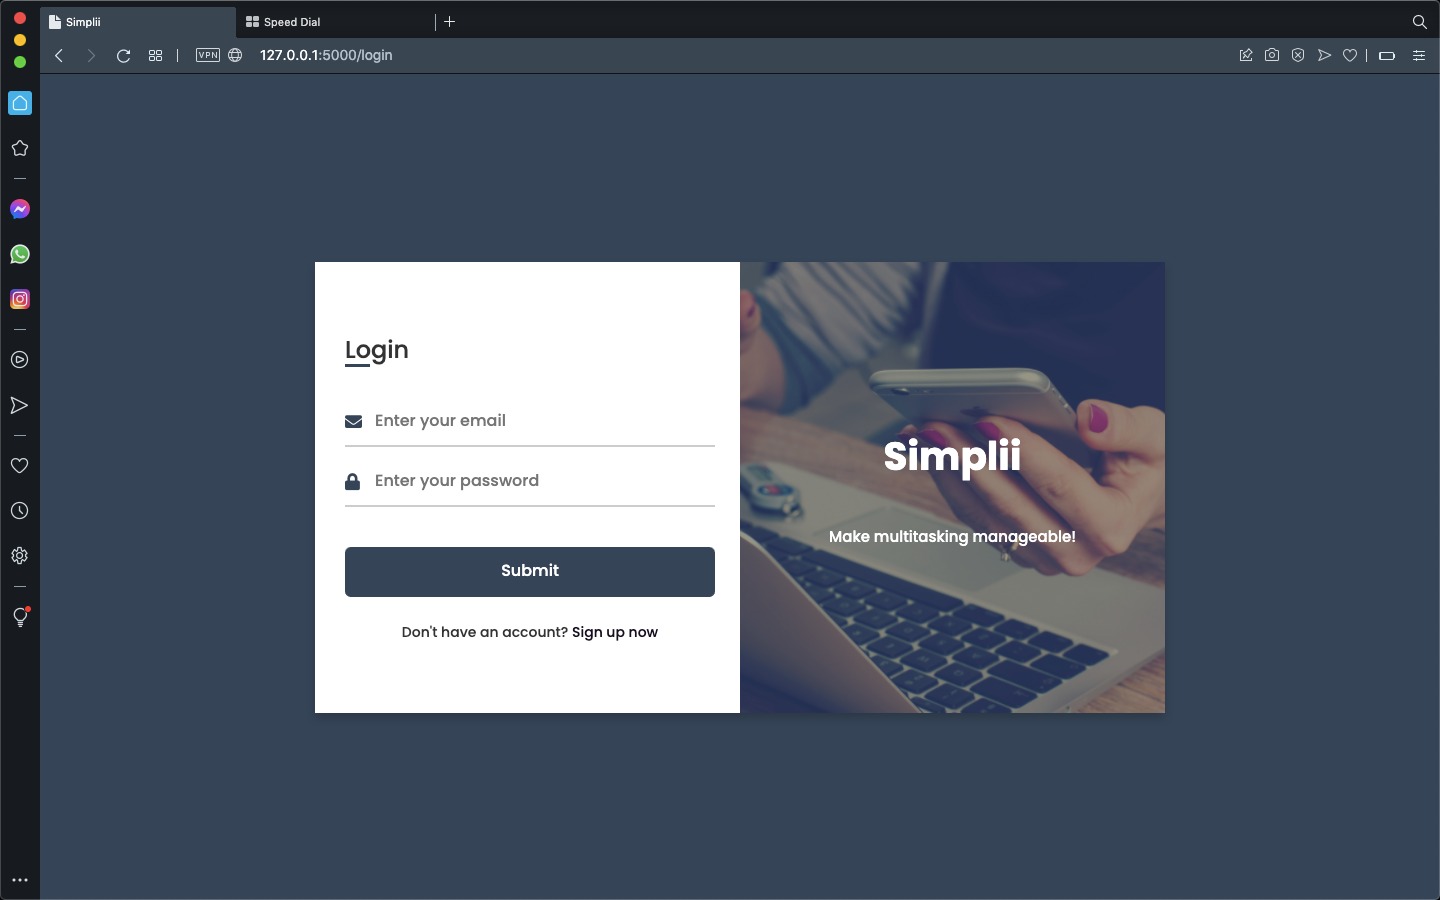 Simplii
Speed Dial
VPN
127.0.0.1:5000/login
Login
Enter your email
Enter your password
Submit
Don't have an account? Sign up now
Simplii
Make multitasking manageable!